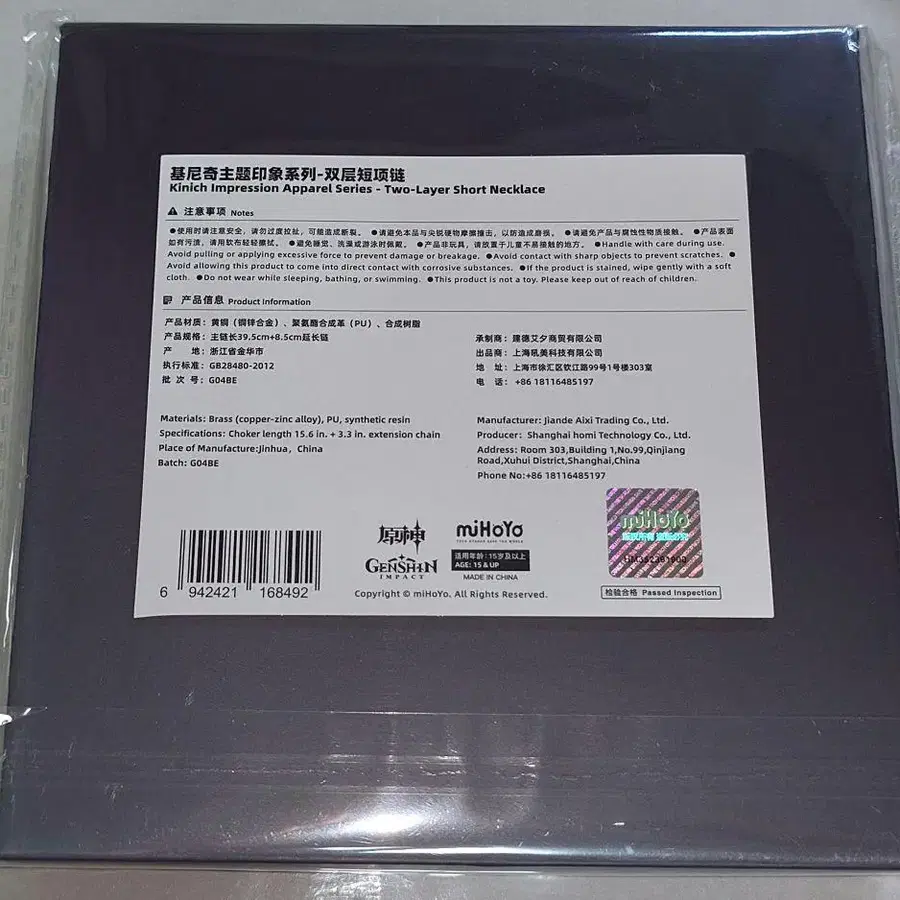 基尼奇主题印象系列-双层短项链
Kinich Impression Apparel Series - Two-Layer Short Necklace
注意事项 Notes
●使用时请注意安全，请勿过度拉扯，可能造成断裂。 ●请避免本品与尖锐硬物摩擦撞击，以防造成磨损。 ●请避免产品与腐蚀性物质接触。 ●产品表面
如有污渍，请用软布轻轻擦拭。 ●避免睡觉、洗澡或游泳时佩戴。 ●产品非玩具，请放置于儿童不易接触的地方。 ●Handle with care during use.
Avoid pulling or applying excessive force to prevent damage or breakage. ●Avoid contact with sharp objects to prevent scratches. ●
Avoid allowing this product to come into direct contact with corrosive substances. ●If the product is stained, wipe gently with a soft
cloth. ●Do not wear while sleeping, bathing, or swimming. ●This product is not a toy. Please keep out of reach of children.
产品信息 Product Information
产品材质：黄铜（铜锌合金）、聚氨酯合成革（PU）、合成树脂
产品规格：主链长39.5cm+8.5cm延长链
产 地：浙江省金华市
执行标准：GB28480-2012
批 次 号：G04BE
承制商：建德艾夕商贸有限公司
出品商：上海吼美科技有限公司
地 址：上海市徐汇区钦江路99号1号楼303室
电 话：+86 18116485197
Materials: Brass (copper-zinc alloy), PU, synthetic resin
Specifications: Choker length 15.6 in. + 3.3 in. extension chain
Place of Manufacture:Jinhua，China
Batch: G04BE
Manufacturer: Jiande Aixi Trading Co., Ltd.
Producer：Shanghai homi Technology Co., Ltd.
Address: Room 303,Building 1,No.99,Qinjiang
Road,Xuhui District,Shanghai,China
Phone No:+86 18116485197
6 942421 168492
原神
GENSHIN
IMPACT
miHoYo
TECH OTAKUS SAVE THE WORLD
适用年龄：15岁及以上
AGE: 15 & UP
MADE IN CHINA
Copyright © miHoYo. All Rights Reserved.
miHoYo
版权所有 盗版必究
检验合格 Passed Inspection